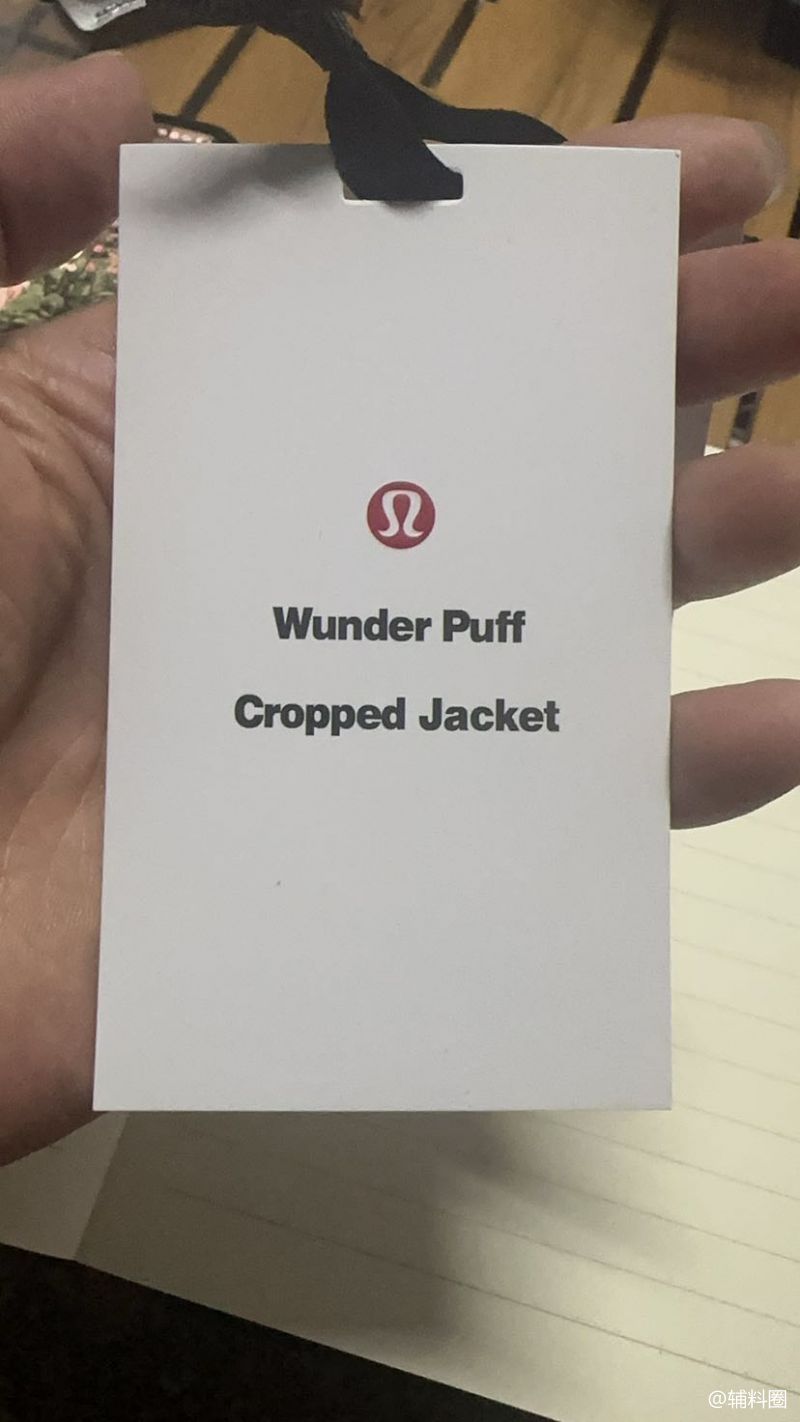 Wunder Puff
Cropped Jacket
@辅料圈